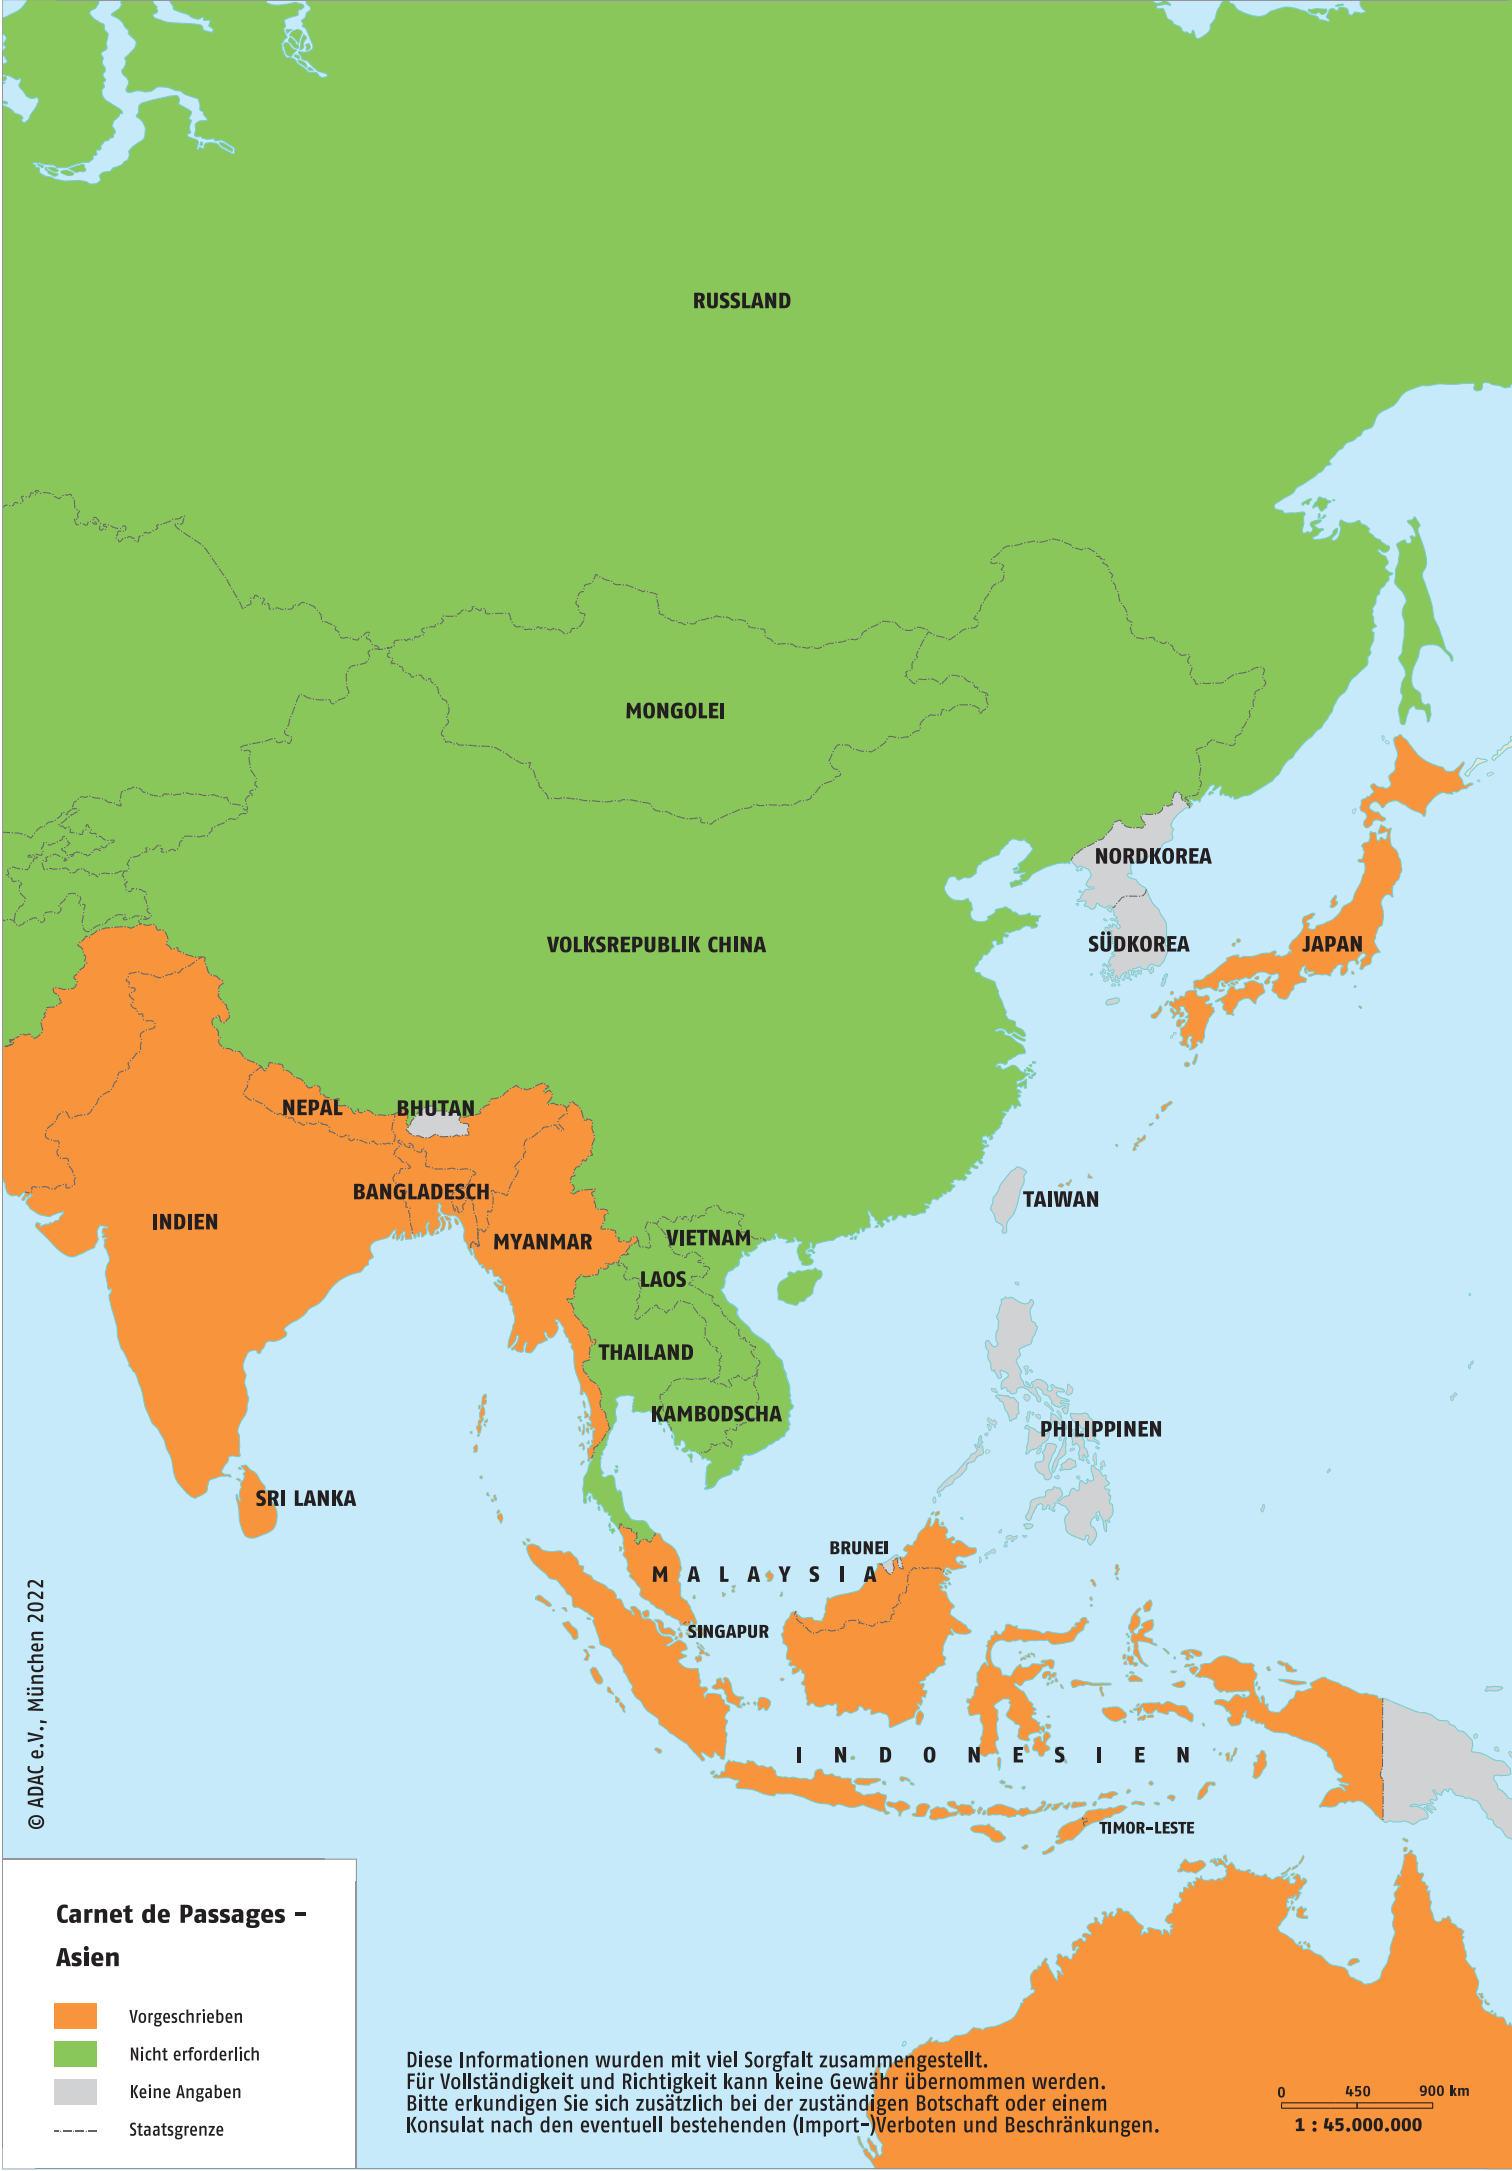 RUSSLAND
MONGOLEI
NORDKOREA
VOLKSREPUBLIK CHINA
SÜDKOREA
JAPAN
NEPAL
BHUTAN
BANGLADESCH
TAIWAN
INDIEN
MYANMAR
VIETNAM
LAOS
THAILAND
KAMBODSCHA
PHILIPPINEN
SRI LANKA
BRUNEI
MALAYSIA
SINGAPUR
INDONESIEN
TIMOR-LESTE
© ADAC e.V., München 2022
Carnet de Passages –
Asien
Vorgeschrieben
Nicht erforderlich
Keine Angaben
Staatsgrenze
Diese Informationen wurden mit viel Sorgfalt zusammengestellt.
Für Vollständigkeit und Richtigkeit kann keine Gewähr übernommen werden.
Bitte erkundigen Sie sich zusätzlich bei der zuständigen Botschaft oder einem
Konsulat nach den eventuell bestehenden (Import-)Verboten und Beschränkungen.
0 450 900 km
1 : 45.000.000